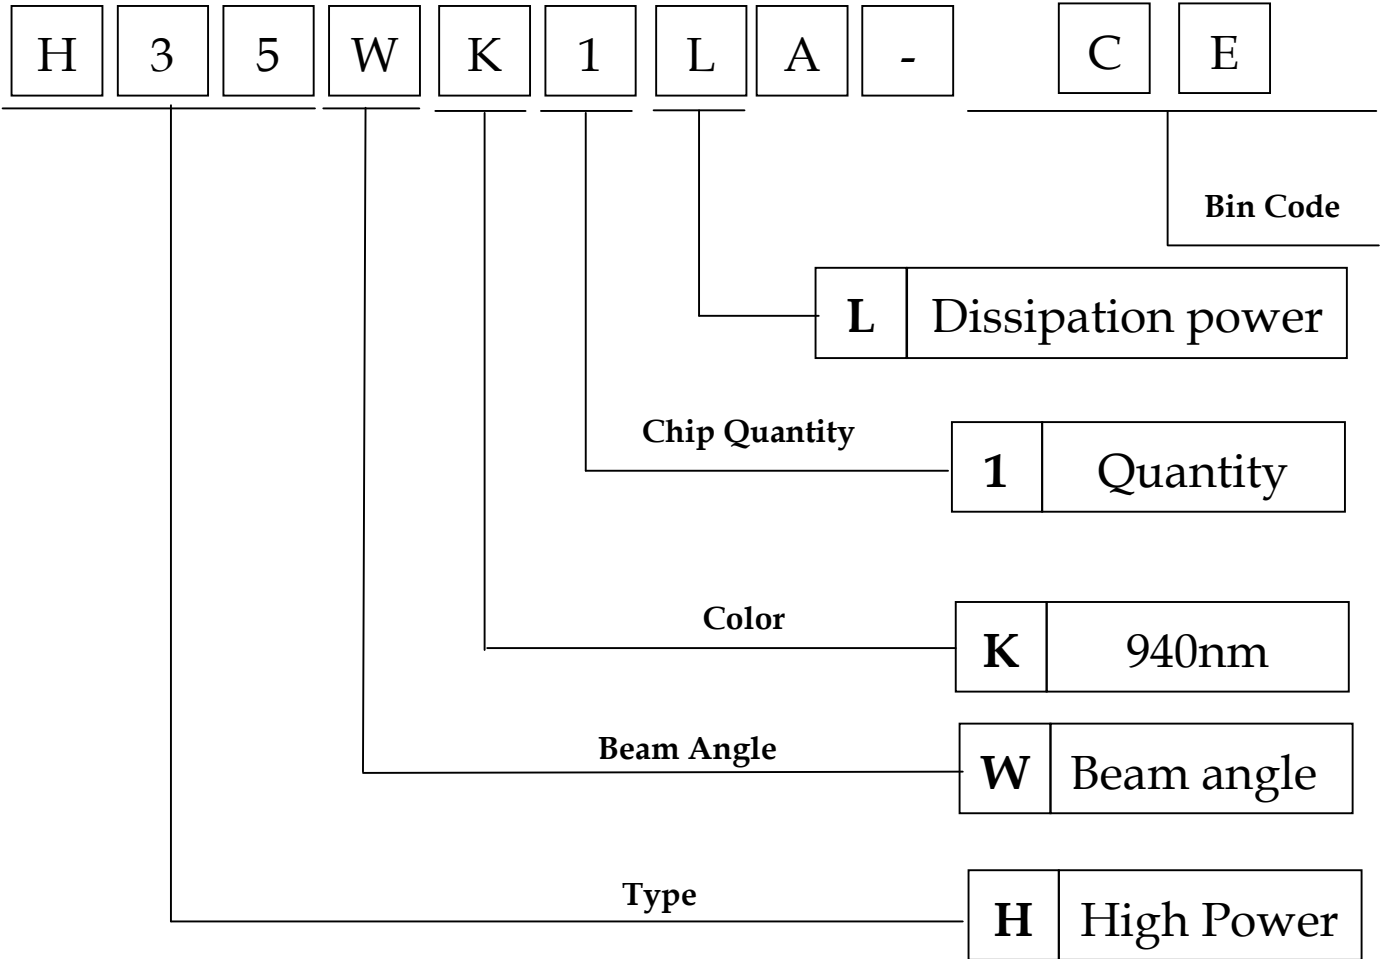 H 3 5 W K 1 L A - C E
Bin Code
L Dissipation power
Chip Quantity
1 Quantity
Color
K 940nm
Beam Angle
W Beam angle
Type
H High Power